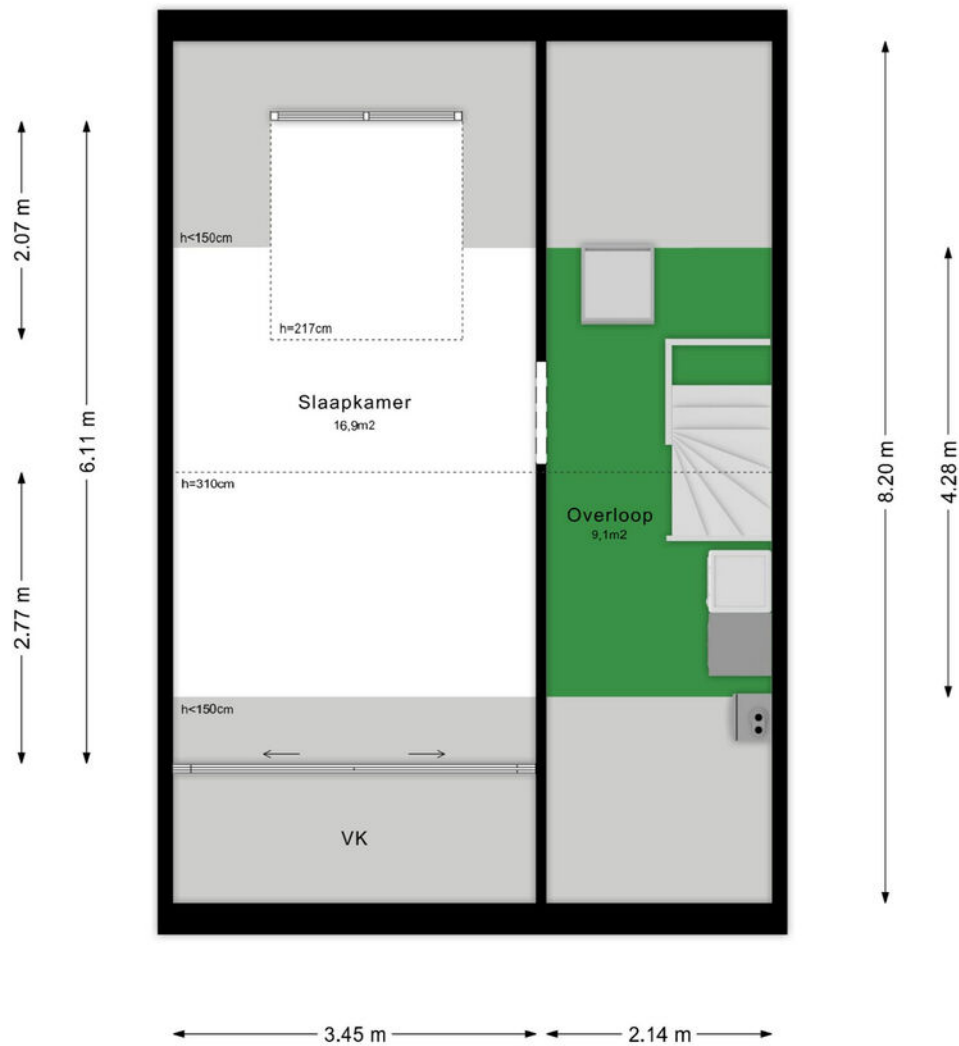 h<150cm
h=217cm
Slaapkamer
16,9m2
h=310cm
Overloop
9,1m2
h<150cm
VK
2.07 m
6.11 m
2.77 m
8.20 m
4.28 m
3.45 m
2.14 m